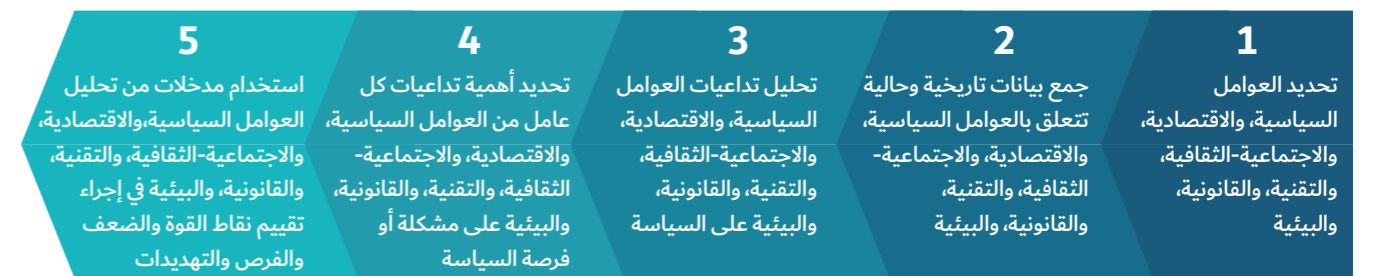 1
تحديد العوامل
السياسية، والاقتصادية،
والاجتماعية-الثقافية،
والتقنية، والقانونية،
والبيئية
2
جمع بيانات تاريخية وحالية
تتعلق بالعوامل السياسية،
والاقتصادية، والاجتماعية-
الثقافية، والتقنية،
والقانونية، والبيئية
3
تحليل تداعيات العوامل
السياسية، والاقتصادية،
والاجتماعية-الثقافية،
والتقنية، والقانونية،
والبيئية على السياسة
4
تحديد أهمية تداعيات كل
عامل من العوامل السياسية،
والاقتصادية، والاجتماعية-
الثقافية، والتقنية، والقانونية،
والبيئية على مشكلة أو
فرصة السياسة
5
استخدام مدخلات من تحليل
العوامل السياسية،والاقتصادية،
والاجتماعية-الثقافية، والتقنية،
والقانونية، والبيئية في إجراء
تقييم نقاط القوة والضعف
والفرص والتهديدات